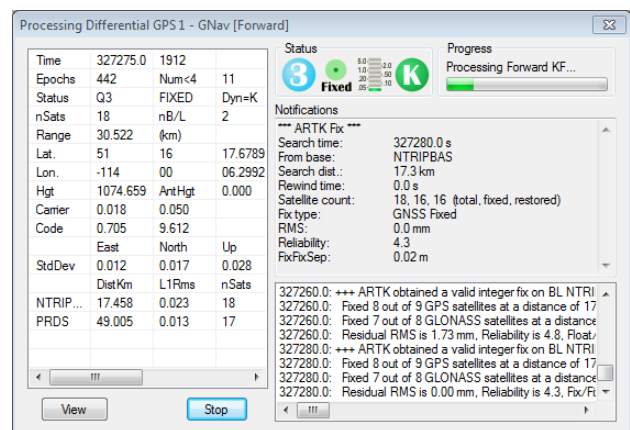 Processing Differential GPS 1 - GNav [Forward]
Time 327275.0 1912
Epochs 442 Num<4 11
Status Q3 FIXED Dyn=K
nSats 18 nB/L 2
Range 30.522 (km)
Lat. 51 16 17.6789
Lon. -114 00 06.2992
Hgt 1074.659 AntHgt 0.000
Carrier 0.018 0.050
Code 0.705 9.612
East North Up
StdDev 0.012 0.017 0.028
DistKm L1Rms nSats
NTRIP... 17.458 0.023 18
PRDS 49.005 0.013 17
View Stop
Status
3 Fixed 5.0 2.0 1.0 .50 .20 .10 .05 K
Progress
Processing Forward KF...
Notifications
*** ARTK Fix ***
Search time: 327280.0 s
From base: NTRIPBAS
Search dist.: 17.3 km
Rewind time: 0.0 s
Satellite count: 18, 16, 16 (total, fixed, restored)
Fix type: GNSS Fixed
RMS: 0.0 mm
Reliability: 4.3
FixFixSep: 0.02 m
327260.0: +++ ARTK obtained a valid integer fix on BL NTRI
327260.0: Fixed 8 out of 9 GPS satellites at a distance of 17
327260.0: Fixed 7 out of 8 GLONASS satellites at a distance
327260.0: Residual RMS is 1.73 mm, Reliability is 4.8, Float/
327280.0: +++ ARTK obtained a valid integer fix on BL NTRI
327280.0: Fixed 8 out of 9 GPS satellites at a distance of 17
327280.0: Fixed 7 out of 8 GLONASS satellites at a distance
327280.0: Residual RMS is 0.00 mm, Reliability is 4.3, Fix/Fi